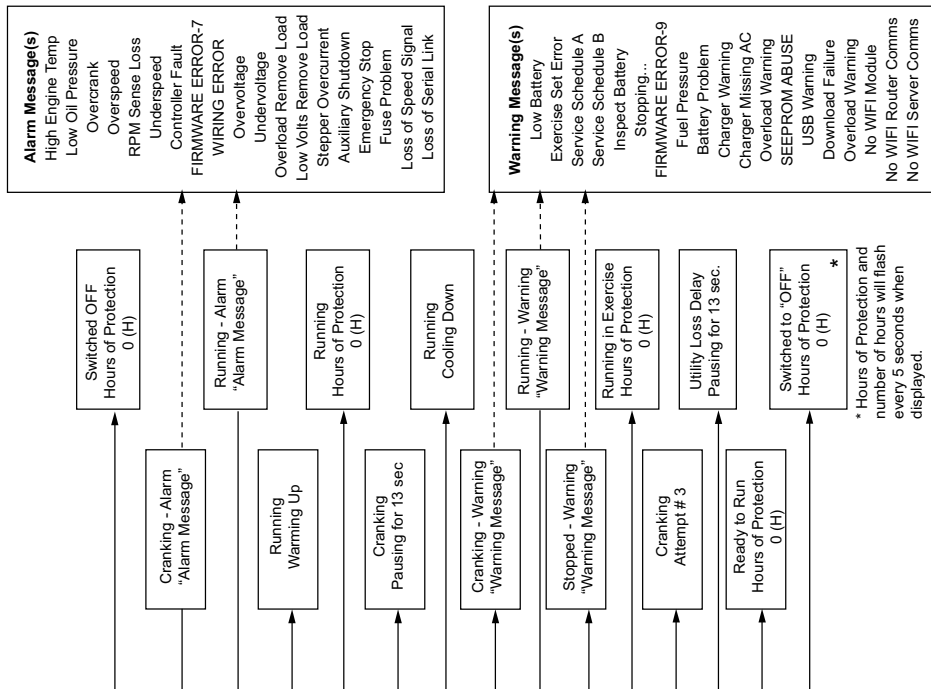 Switched OFF
Hours of Protection
0 (H)
Cranking - Alarm
“Alarm Message”
Running - Alarm
“Alarm Message”
Running
Warming Up
Running
Hours of Protection
0 (H)
Cranking
Pausing for 13 sec
Running
Cooling Down
Cranking - Warning
“Warning Message”
Running - Warning
“Warning Message”
Stopped - Warning
“Warning Message”
Running in Exercise
Hours of Protection
0 (H)
Cranking
Attempt # 3
Utility Loss Delay
Pausing for 13 sec.
Ready to Run
Hours of Protection
0 (H)
Switched to “OFF”
Hours of Protection
0 (H)
*
* Hours of Protection and
number of hours will flash
every 5 seconds when
displayed.
Alarm Message(s)
High Engine Temp
Low Oil Pressure
Overcrank
Overspeed
RPM Sense Loss
Underspeed
Controller Fault
FIRMWARE ERROR-7
WIRING ERROR
Overvoltage
Undervoltage
Overload Remove Load
Low Volts Remove Load
Stepper Overcurrent
Auxiliary Shutdown
Emergency Stop
Fuse Problem
Loss of Speed Signal
Loss of Serial Link
Warning Message(s)
Low Battery
Exercise Set Error
Service Schedule A
Service Schedule B
Inspect Battery
Stopping...
FIRMWARE ERROR-9
Fuel Pressure
Battery Problem
Charger Warning
Charger Missing AC
Overload Warning
SEEPROM ABUSE
USB Warning
Download Failure
Overload Warning
No WIFI Module
No WIFI Router Comms
No WIFI Server Comms